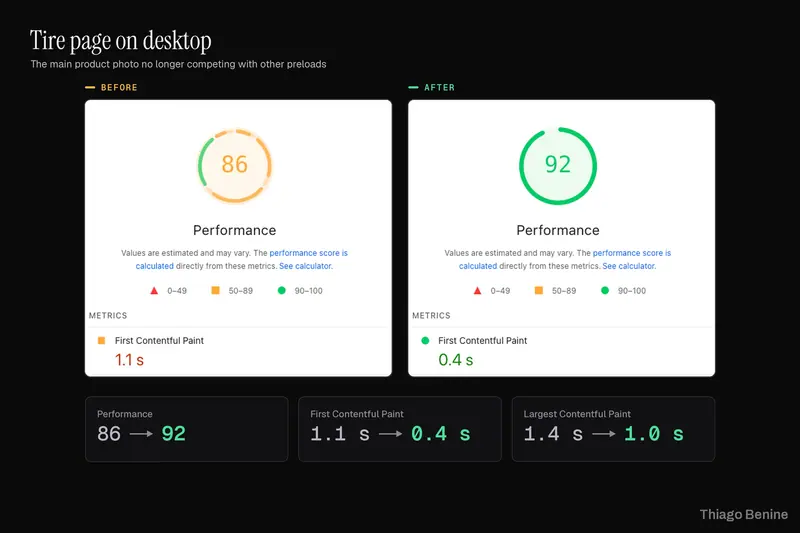 Tire page on desktop
The main product photo no longer competing with other preloads
BEFORE
86
Performance
Values are estimated and may vary. The performance score is
calculated directly from these metrics. See calculator.
0–49 50–89 90–100
METRICS
First Contentful Paint
1.1 s
AFTER
92
Performance
Values are estimated and may vary. The performance score is
calculated directly from these metrics. See calculator.
0–49 50–89 90–100
METRICS
First Contentful Paint
0.4 s
Performance
86 → 92
First Contentful Paint
1.1 s → 0.4 s
Largest Contentful Paint
1.4 s → 1.0 s
Thiago Benine